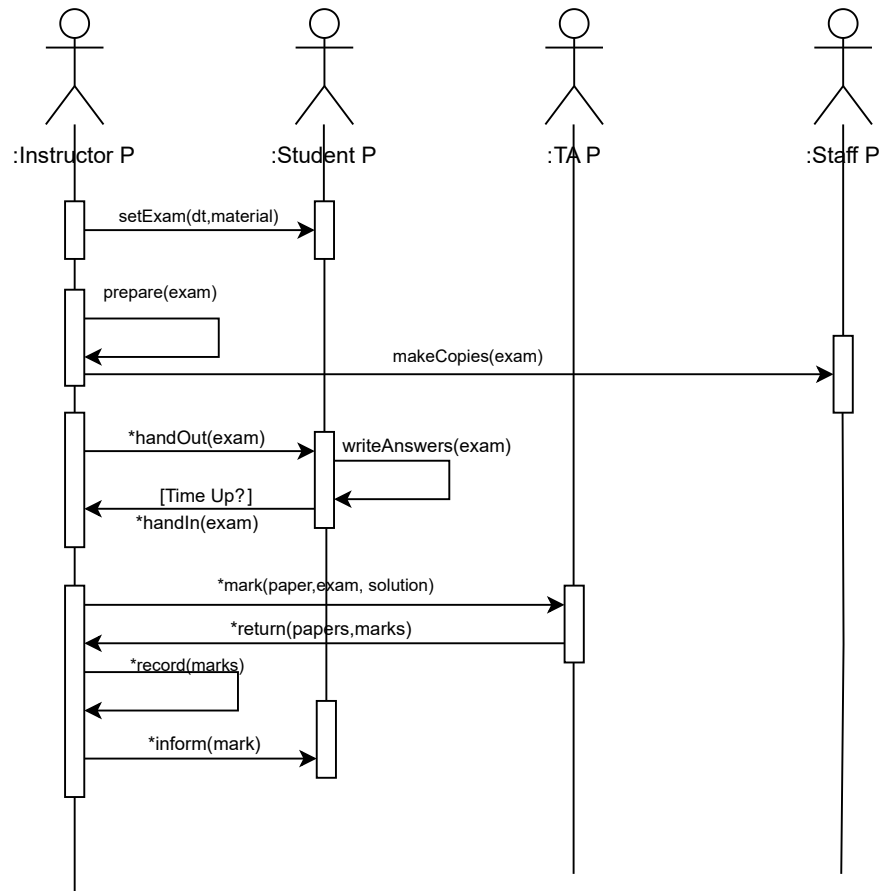 :Instructor P
:Student P
:TA P
:Staff P
setExam(dt,material)
prepare(exam)
makeCopies(exam)
*handOut(exam)
writeAnswers(exam)
[Time Up?]
*handIn(exam)
*mark(paper,exam, solution)
*return(papers,marks)
*record(marks)
*inform(mark)